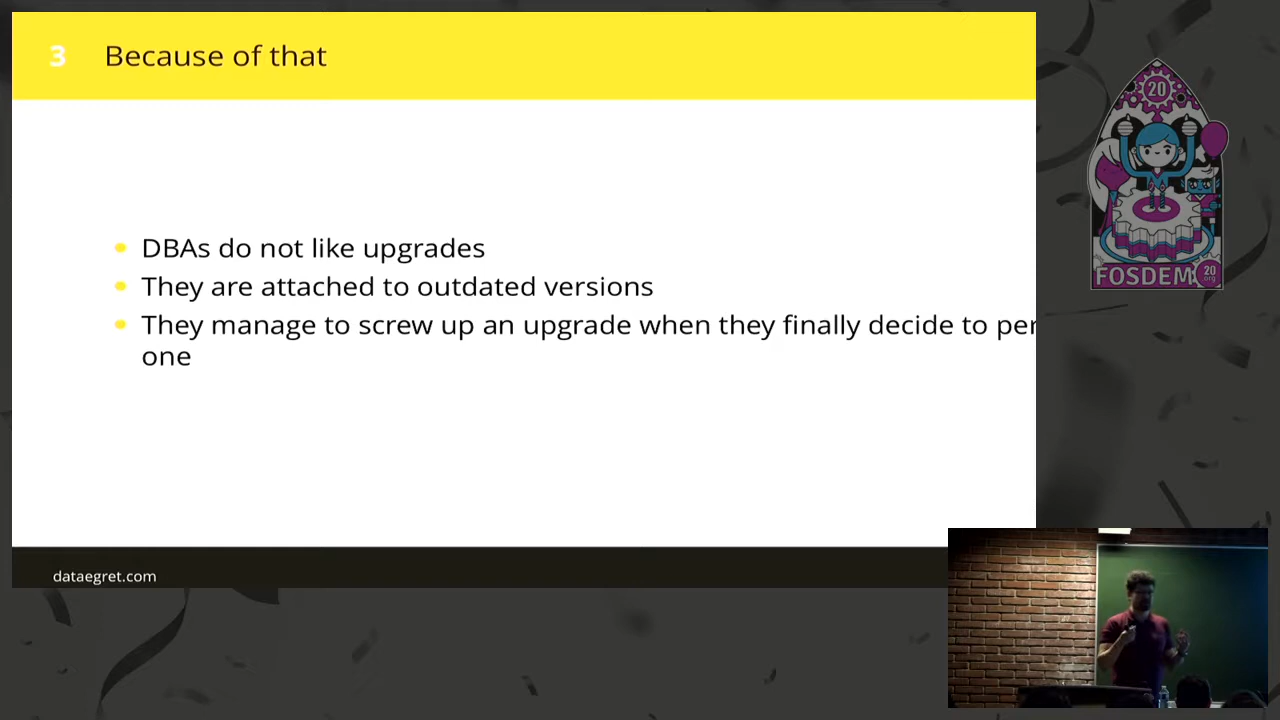 3 Because of that
DBAs do not like upgrades
They are attached to outdated versions
They manage to screw up an upgrade when they finally decide to
one
dataegret.com
20
FOSDEM
20
org